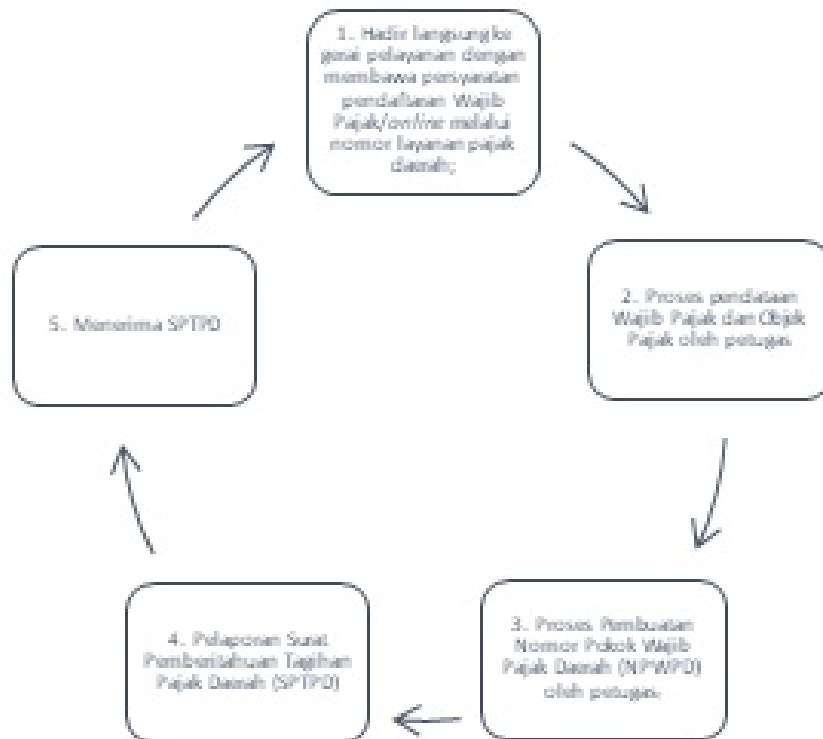 1. Hadir langsung ke
gerai pelayanan dengan
membawa persyaratan
pendaftaran Wajib
Pajak/online melalui
nomor layanan pajak
daerah;
2. Proses pendataan
Wajib Pajak dan Objek
Pajak oleh petugas
3. Proses Pembuatan
Nomor Pokok Wajib
Pajak Daerah (NPWPD)
oleh petugas.
4. Pelaporan Surat
Pemberitahuan Tagihan
Pajak Daerah (SPTPD)
5. Menerima SPTPD